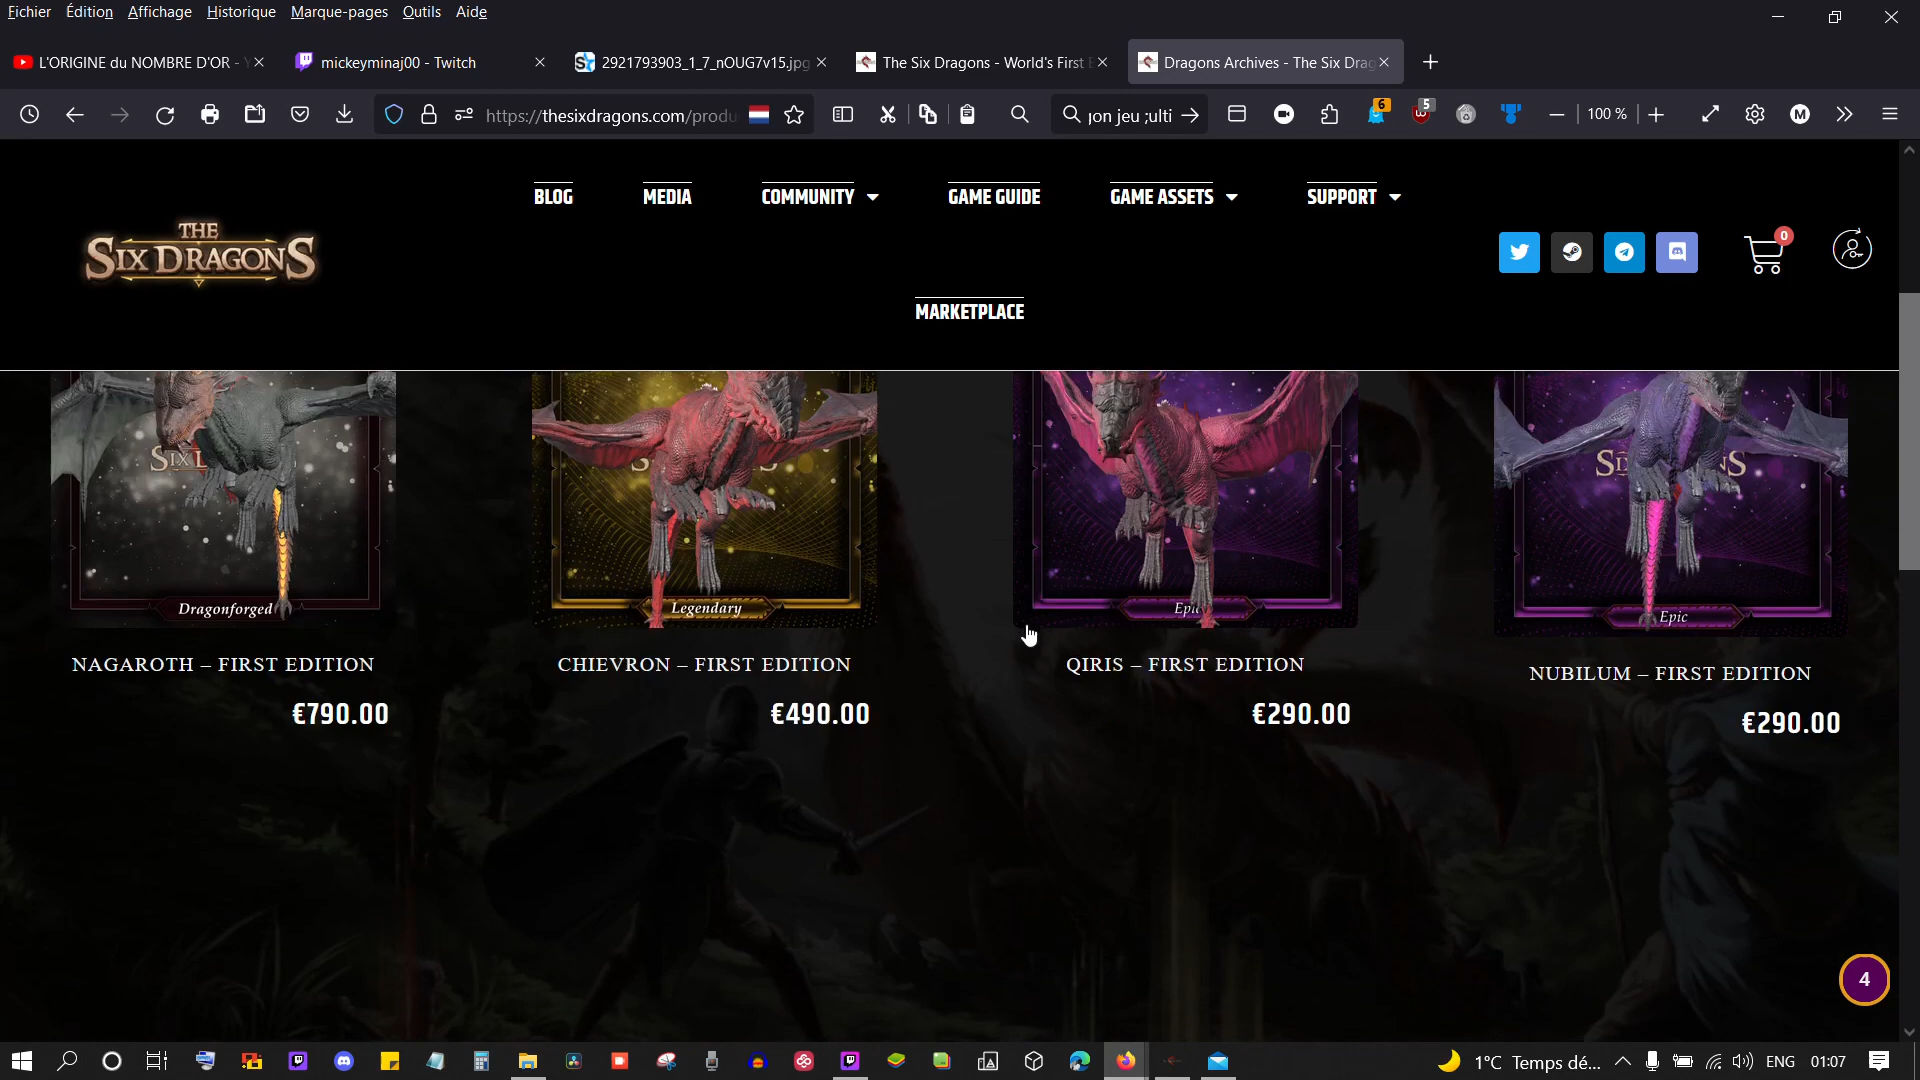 Fichier Édition Affichage Historique Marque-pages Outils Aide
L'ORIGINE du NOMBRE D'OR -
mickeyminaj00 - Twitch
2921793903_1_7_nOUG7v15.jpg
The Six Dragons - World's First
Dragons Archives - The Six Drag
https://thesixdragons.com/produ
jon jeu ;ulti
6
5
100 %
M
BLOG
MEDIA
COMMUNITY
GAME GUIDE
GAME ASSETS
SUPPORT
MARKETPLACE
THE
SIX DRAGONS
0
Dragonforged
Legendary
Epic
Epic
NAGAROTH – FIRST EDITION
CHIEVRON – FIRST EDITION
QIRIS – FIRST EDITION
NUBILUM – FIRST EDITION
€790.00
€490.00
€290.00
€290.00
4
1°C Temps dé...
ENG
01:07